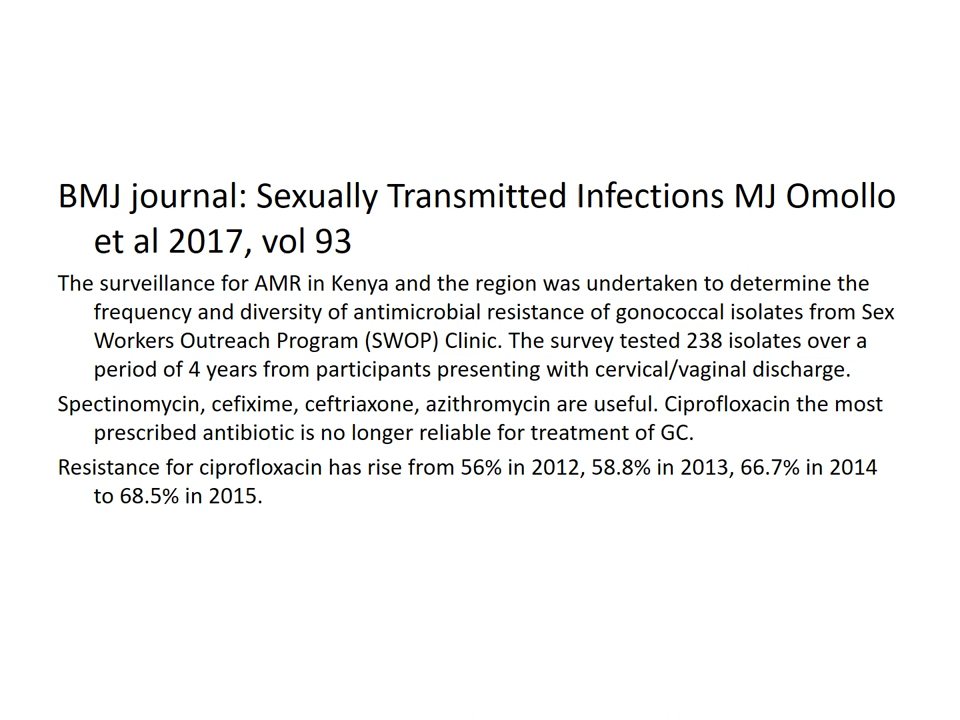 BMJ journal: Sexually Transmitted Infections MJ Omollo
et al 2017, vol 93
The surveillance for AMR in Kenya and the region was undertaken to determine the
frequency and diversity of antimicrobial resistance of gonococcal isolates from Sex
Workers Outreach Program (SWOP) Clinic. The survey tested 238 isolates over a
period of 4 years from participants presenting with cervical/vaginal discharge.
Spectinomycin, cefixime, ceftriaxone, azithromycin are useful. Ciprofloxacin the most
prescribed antibiotic is no longer reliable for treatment of GC.
Resistance for ciprofloxacin has rise from 56% in 2012, 58.8% in 2013, 66.7% in 2014
to 68.5% in 2015.